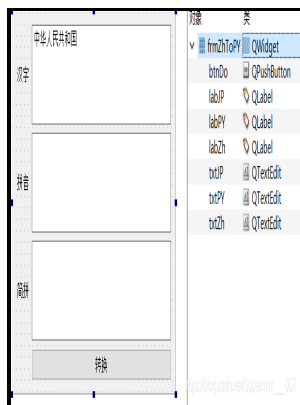 中华人民共和国
汉字
拼音
简拼
转换
对象 类
frmZhToPY QWidget
btnDo QPushButton
labJP QLabel
labPY QLabel
labZh QLabel
txtJP QTextEdit
txtPY QTextEdit
txtZh QTextEdit